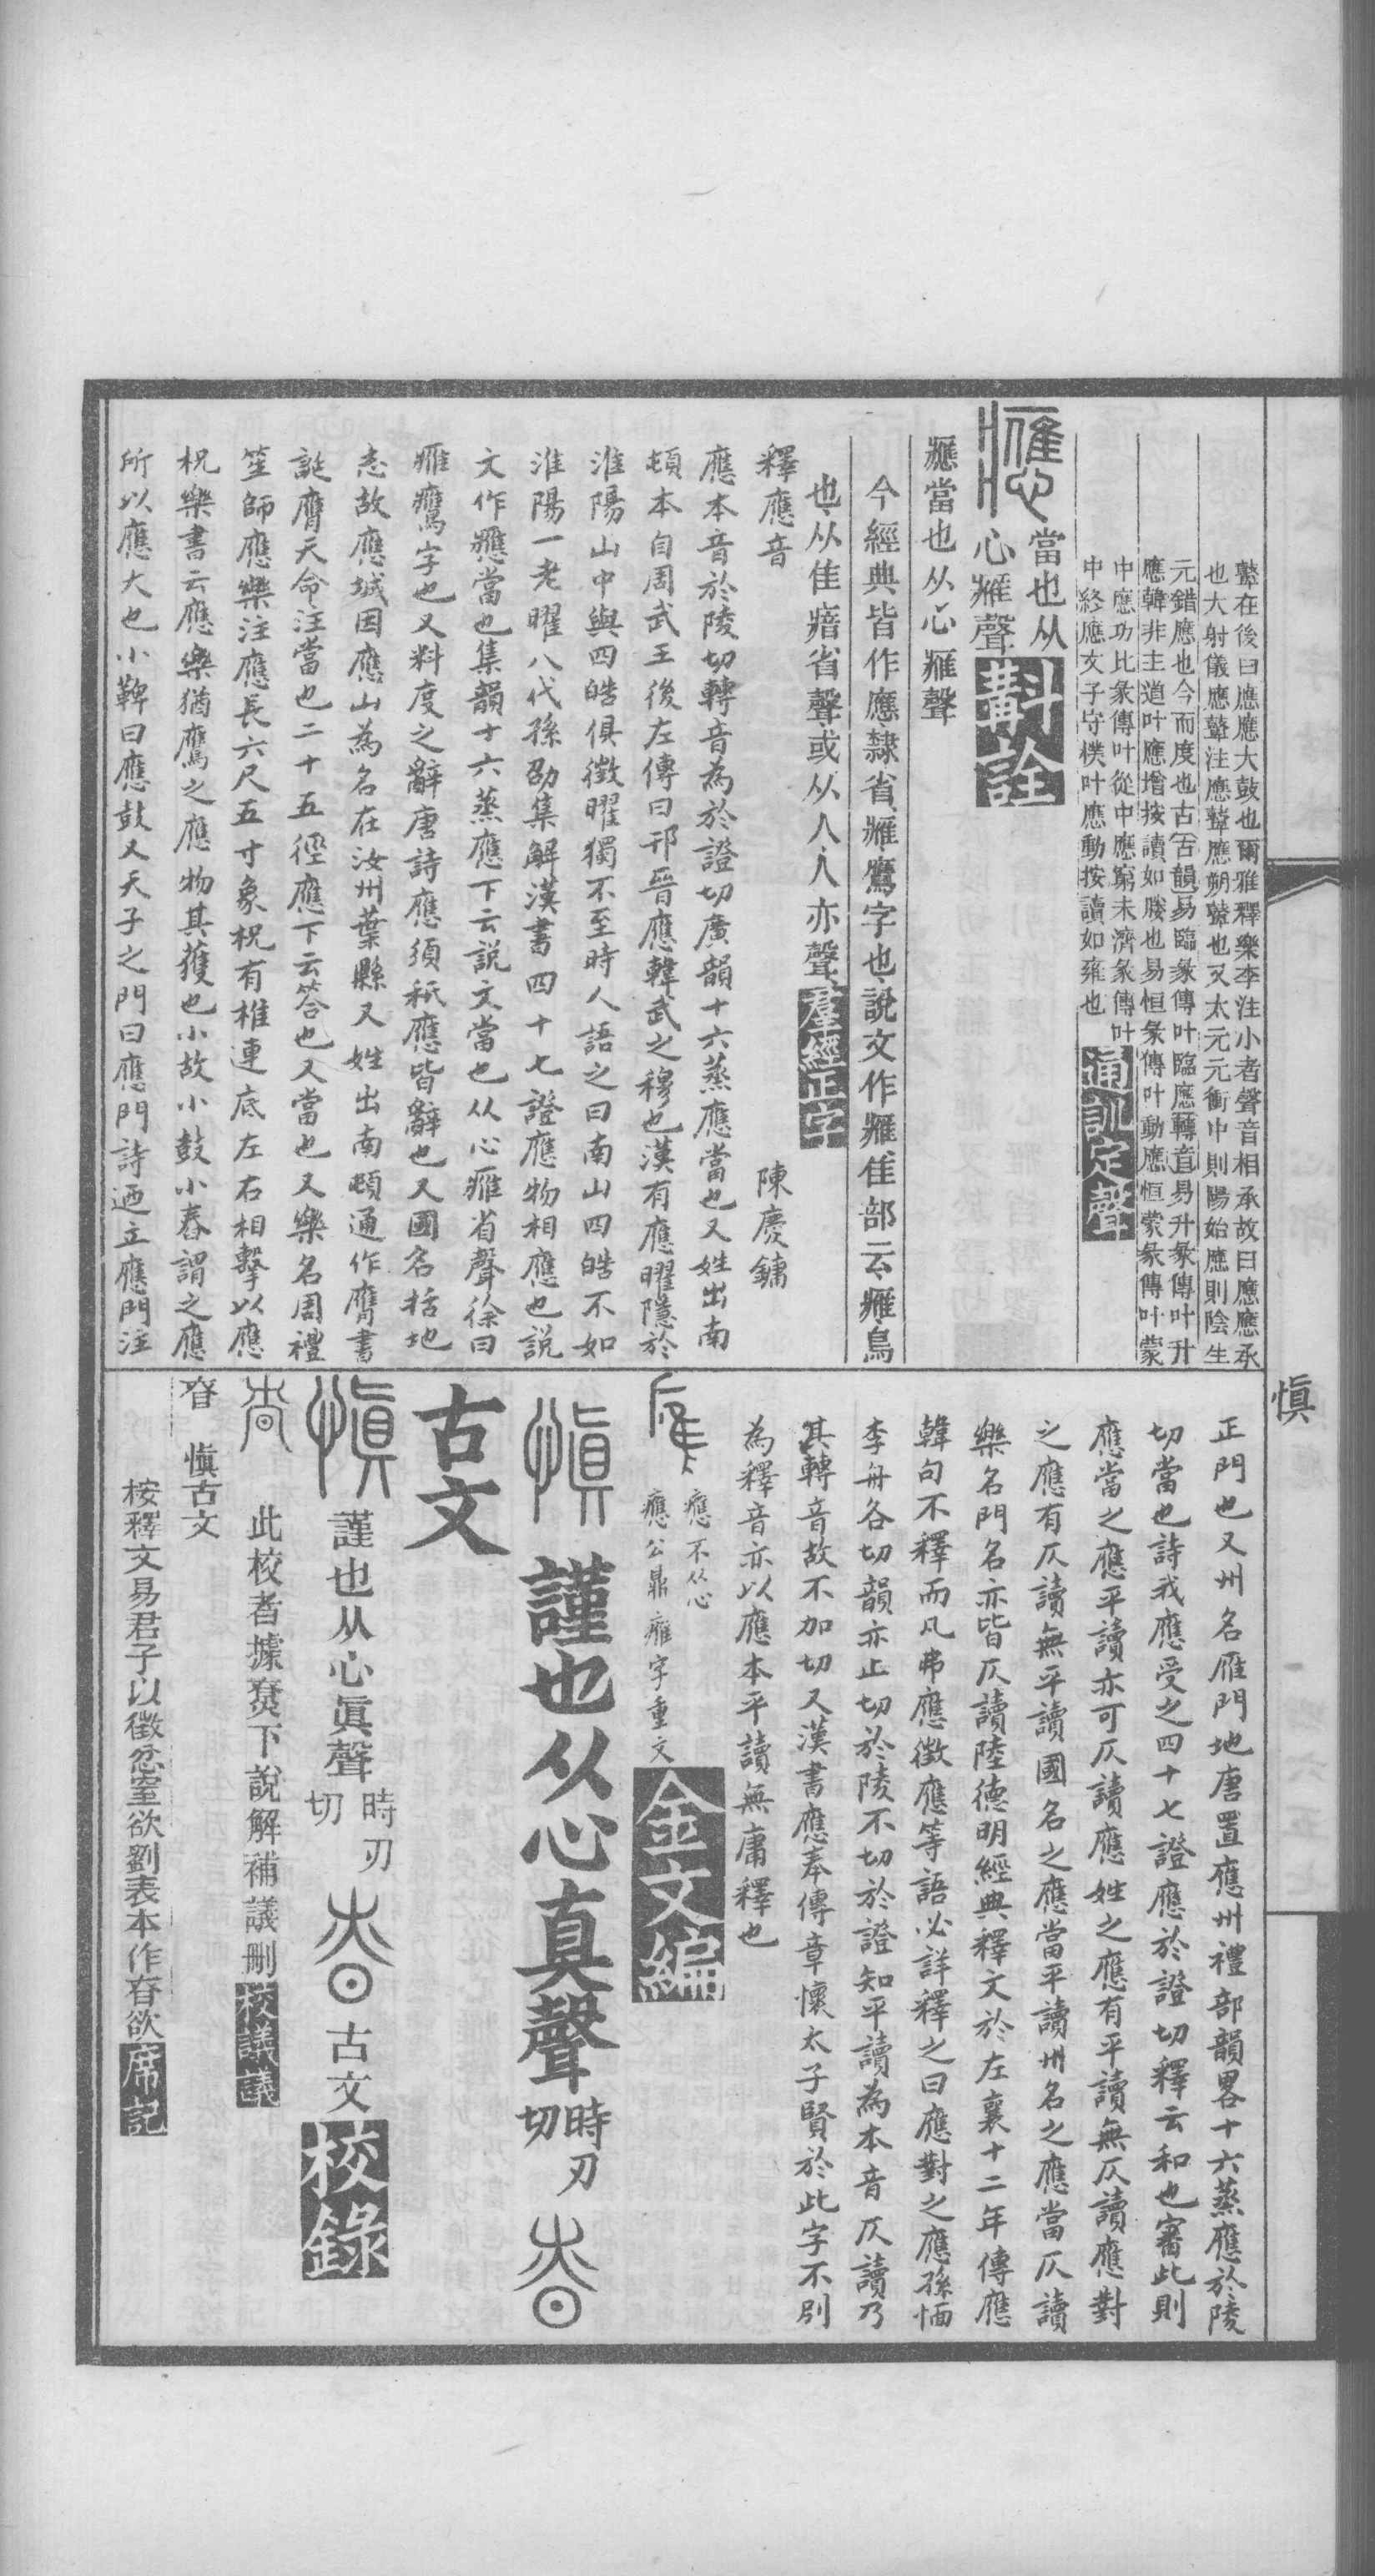 鼙在後曰應應大鼓也爾雅釋樂李注小者聲音相承故曰應應承
也大射儀應鼙注應鼙應朔鼙也又太元元衝中則陽始應則陰生
元錯應也今而度也古古韻易臨彖傳叶臨應轉音易升彖傳叶升
應韓非主道叶應增按讀如媵也易恒彖傳叶動應恒蒙彖傳叶蒙
中應功比彖傳叶從中應窮未濟彖傳叶
中終應文子守樸叶應動按讀如雍也通訓定聲
當也从
心䧹聲斠詮
應當也从心䧹聲
今經典皆作應隸省䧹鷹字也說文作䧹隹部云䧹鳥
也从隹瘖省聲或从人人亦聲羣經正字
釋應音 陳慶鏞
應本音於陵切轉音為於證切廣韻十六蒸應當也又姓出南
頓本自周武王後左傳曰邘晉應韓武之穆也漢有應曜隱於
淮陽山中與四皓俱徵曜獨不至時人語之曰南山四皓不如
淮陽一老曜八代孫劭集解漢書四十七證應物相應也說
文作應當也集韻十六蒸應下云說文當也从心䧹省聲徐曰
䧹鷹字也又料度之辭唐詩應須秪應皆辭也又國名括地
志故應城因應山為名在汝州葉縣又姓出南頓通作膺書
誕膺天命注當也二十五徑應下云答也又當也又樂名周禮
笙師應樂注應長六尺五寸象柷有椎連底左右相擊以應
柷樂書云應樂猶鷹之應物其獲也小故小鼓小舂謂之應
所以應大也小鞞曰應鼓又天子之門曰應門詩迺立應門注
慎
正門也又州名雁門地唐置應州禮部韻畧十六蒸應於陵
切當也詩我應受之四十七證應於證切釋云和也審此則
應當之應平讀亦可仄讀應姓之應有平讀無仄讀應對
之應有仄讀無平讀國名之應當平讀州名之應當仄讀
樂名門名亦皆仄讀陸德明經典釋文於左襄十二年傳應
韓句不釋而凡弗應徵應等語必詳釋之曰應對之應孫愐
李舟各切韻亦止切於陵不切於證知平讀為本音仄讀乃
其轉音故不加切又漢書應奉傳章懷太子賢於此字不別
為釋音亦以應本平讀無庸釋也
應不从心
應公鼎䧹字重文金文編
慎 謹也从心真聲時刃切
古文
慎 謹也从心眞聲時刃切 古文校錄
此校者據尞下說解補議刪校議議
昚 愼古文
桉釋文易君子以徵忿窒欲劉表本作昚欲席記